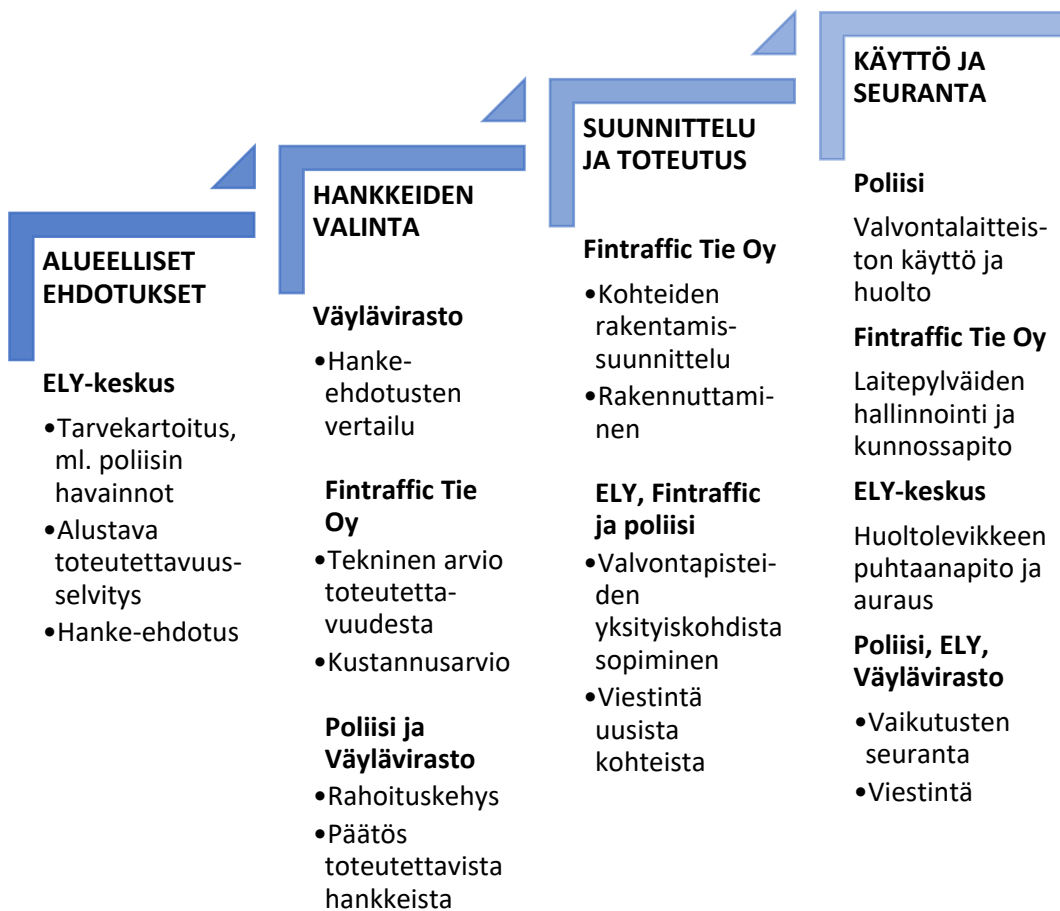 ALUEELLISET
EHDOTUKSET
ELY-keskus
•Tarvekartoitus,
ml. poliisin
havainnot
•Alustava
toteutettavuus-
selvitys
•Hanke-ehdotus
HANKKEIDEN
VALINTA
Väylävirasto
•Hanke-
ehdotusten
vertailu
Fintraffic Tie
Oy
•Tekninen arvio
toteutetta-
vuudesta
•Kustannusarvio
Poliisi ja
Väylävirasto
•Rahoituskehys
•Päätös
toteutettavista
hankkeista
SUUNNITTELU
JA TOTEUTUS
Fintraffic Tie Oy
•Kohteiden
rakentamis-
suunnittelu
•Rakennuttami-
nen
ELY, Fintraffic
ja poliisi
•Valvontapistei-
den
yksityiskohdista
sopiminen
•Viestintä
uusista
kohteista
KÄYTTÖ JA
SEURANTA
Poliisi
Valvontalaitteis-
ton käyttö ja
huolto
Fintraffic Tie Oy
Laitepylväiden
hallinnointi ja
kunnossapito
ELY-keskus
Huoltolevikkeen
puhtaanapito ja
auraus
Poliisi, ELY,
Väylävirasto
•Vaikutusten
seuranta
•Viestintä